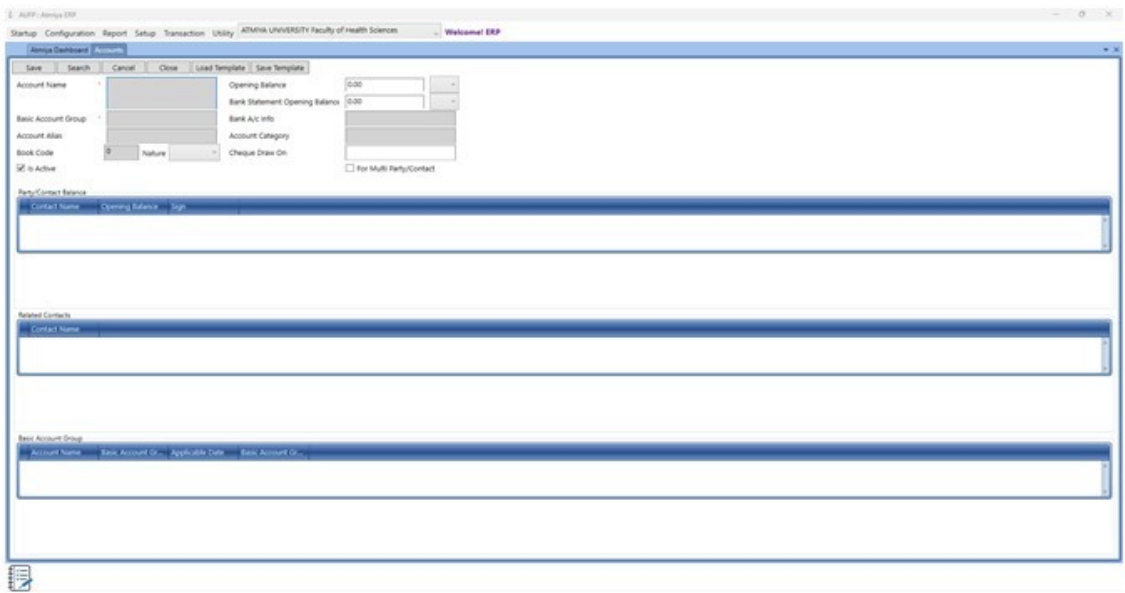 AUFP : Atmiya ERP
Startup Configuration Report Setup Transaction Utility ATMIYA UNIVERSITY Faculty of Health Sciences Welcome! ERP
Atmiya Dashboard Accounts
Save Search Cancel Close Load Template Save Template
Account Name * Opening Balance 0.00
Bank Statement Opening Balance 0.00
Basic Account Group * Bank A/c Info
Account Alias Account Category
Book Code 0 Nature Cheque Draw On
Is Active For Multi Party/Contact
Party/Contact Balance
Contact Name Opening Balance Sign
Related Contacts
Contact Name
Basic Account Group
Account Name Basic Account Gr... Applicable Date Basic Account Gr...